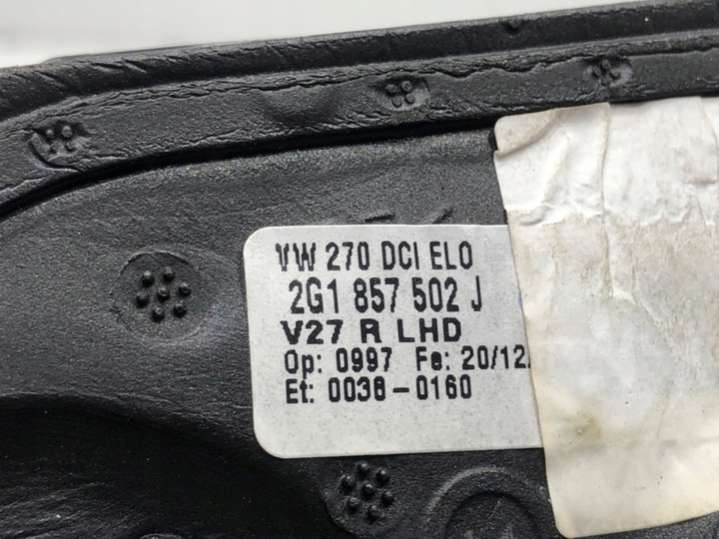 VW 270 DCI ELO
2G1 857 502 J
V27 R LHD
Op: 0997 Fe: 20/12
Et: 0036-0160